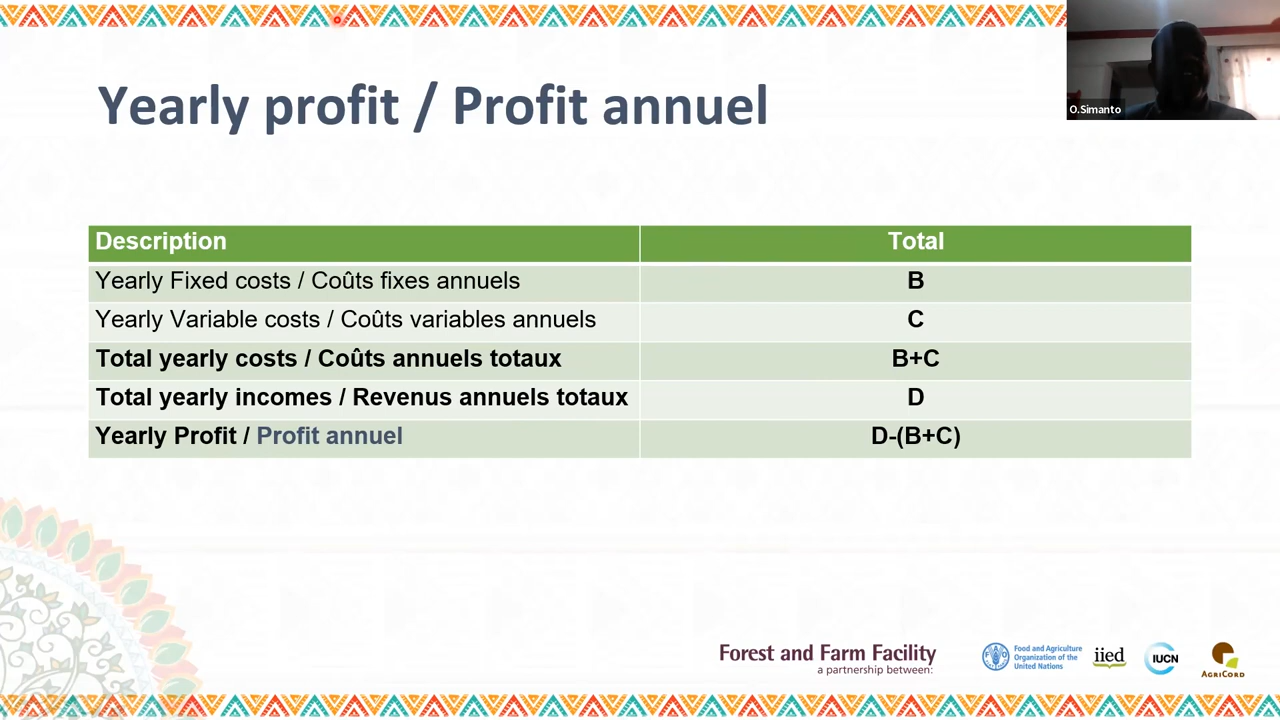 Yearly profit / Profit annuel
O.Simanto
Description Total
Yearly Fixed costs / Coûts fixes annuels B
Yearly Variable costs / Coûts variables annuels C
Total yearly costs / Coûts annuels totaux B+C
Total yearly incomes / Revenus annuels totaux D
Yearly Profit / Profit annuel D-(B+C)
Forest and Farm Facility
a partnership between:
FAO
Food and Agriculture
Organization of the
United Nations
iied
IUCN
AGRICORD